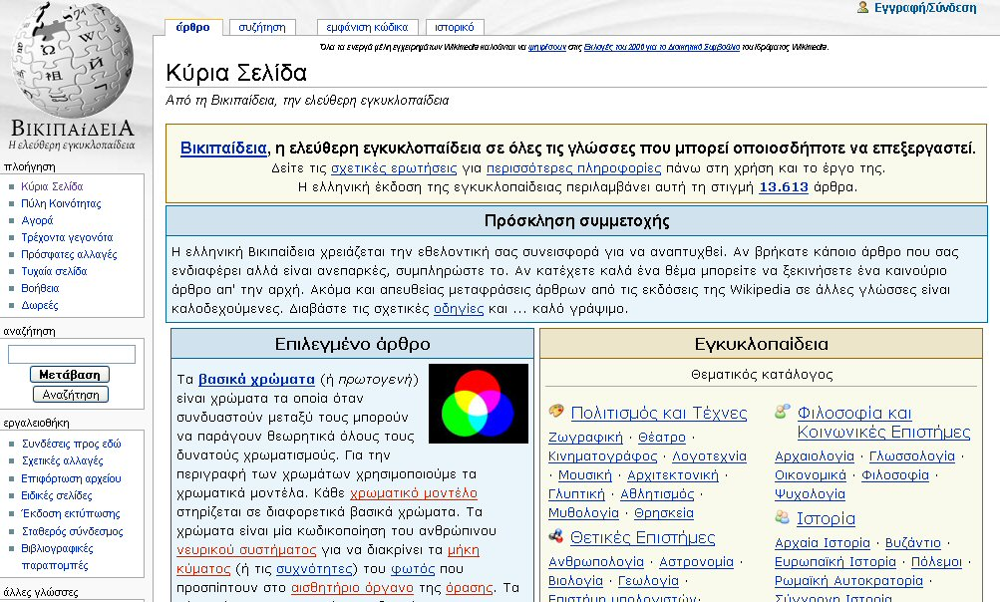 Εγγραφή/Σύνδεση
άρθρο
συζήτηση
εμφάνιση κώδικα
ιστορικό
Όλα τα ενεργά μέλη εγχειρημάτων Wikimedia καλούνται να ψηφίσουν στις Εκλογές του 2006 για το Διοικητικό Συμβούλιο του Ιδρύματος Wikimedia.
Κύρια Σελίδα
Από τη Βικιπαίδεια, την ελεύθερη εγκυκλοπαίδεια
ΒικιπαίδειΑ
Η ελεύθερη εγκυκλοπαίδεια
πλοήγηση
Κύρια Σελίδα
Πύλη Κοινότητας
Αγορά
Τρέχοντα γεγονότα
Πρόσφατες αλλαγές
Τυχαία σελίδα
Βοήθεια
Δωρεές
αναζήτηση
Μετάβαση
Αναζήτηση
εργαλειοθήκη
Συνδέσεις προς εδώ
Σχετικές αλλαγές
Επιφόρτωση αρχείου
Ειδικές σελίδες
Έκδοση εκτύπωσης
Σταθερός σύνδεσμος
Βιβλιογραφικές
παραπομπές
άλλες γλώσσες
Βικιπαίδεια, η ελεύθερη εγκυκλοπαίδεια σε όλες τις γλώσσες που μπορεί οποιοσδήποτε να επεξεργαστεί.
Δείτε τις σχετικές ερωτήσεις για περισσότερες πληροφορίες πάνω στη χρήση και το έργο της.
Η ελληνική έκδοση της εγκυκλοπαίδειας περιλαμβάνει αυτή τη στιγμή 13.613 άρθρα.
Πρόσκληση συμμετοχής
Η ελληνική Βικιπαίδεια χρειάζεται την εθελοντική σας συνεισφορά για να αναπτυχθεί. Αν βρήκατε κάποιο άρθρο που σας
ενδιαφέρει αλλά είναι ανεπαρκές, συμπληρώστε το. Αν κατέχετε καλά ένα θέμα μπορείτε να ξεκινήσετε ένα καινούριο
άρθρο απ' την αρχή. Ακόμα και απευθείας μεταφράσεις άρθρων από τις εκδόσεις της Wikipedia σε άλλες γλώσσες είναι
καλοδεχούμενες. Διαβάστε τις σχετικές οδηγίες και ... καλό γράψιμο.
Επιλεγμένο άρθρο
Τα βασικά χρώματα (ή πρωτογενή)
είναι χρώματα τα οποία όταν
συνδυαστούν μεταξύ τους μπορούν
να παράγουν θεωρητικά όλους τους
δυνατούς χρωματισμούς. Για την
περιγραφή των χρωμάτων χρησιμοποιούμε τα
χρωματικά μοντέλα. Κάθε χρωματικό μοντέλο
στηρίζεται σε διαφορετικά βασικά χρώματα. Τα
χρώματα είναι μία κωδικοποίηση του ανθρώπινου
νευρικού συστήματος για να διακρίνει τα μήκη
κύματος (ή τις συχνότητες) του φωτός που
προσπίπτουν στο αισθητήριο όργανο της όρασης. Τα
Εγκυκλοπαίδεια
Θεματικός κατάλογος
Πολιτισμός και Τέχνες
Ζωγραφική · Θέατρο ·
Κινηματογράφος · Λογοτεχνία
· Μουσική · Αρχιτεκτονική ·
Γλυπτική · Αθλητισμός ·
Μυθολογία · Θρησκεία
Θετικές Επιστήμες
Ανθρωπολογία · Αστρονομία ·
Βιολογία · Γεωλογία ·
Επιστήμη υπολογιστών·
Φιλοσοφία και
Κοινωνικές Επιστήμες
Αρχαιολογία · Γλωσσολογία ·
Οικονομικά · Φιλοσοφία ·
Ψυχολογία
Ιστορία
Αρχαία Ιστορία · Βυζάντιο ·
Ευρωπαϊκή Ιστορία · Πόλεμοι ·
Ρωμαϊκή Αυτοκρατορία ·
Σύγχρονη Ιστορία